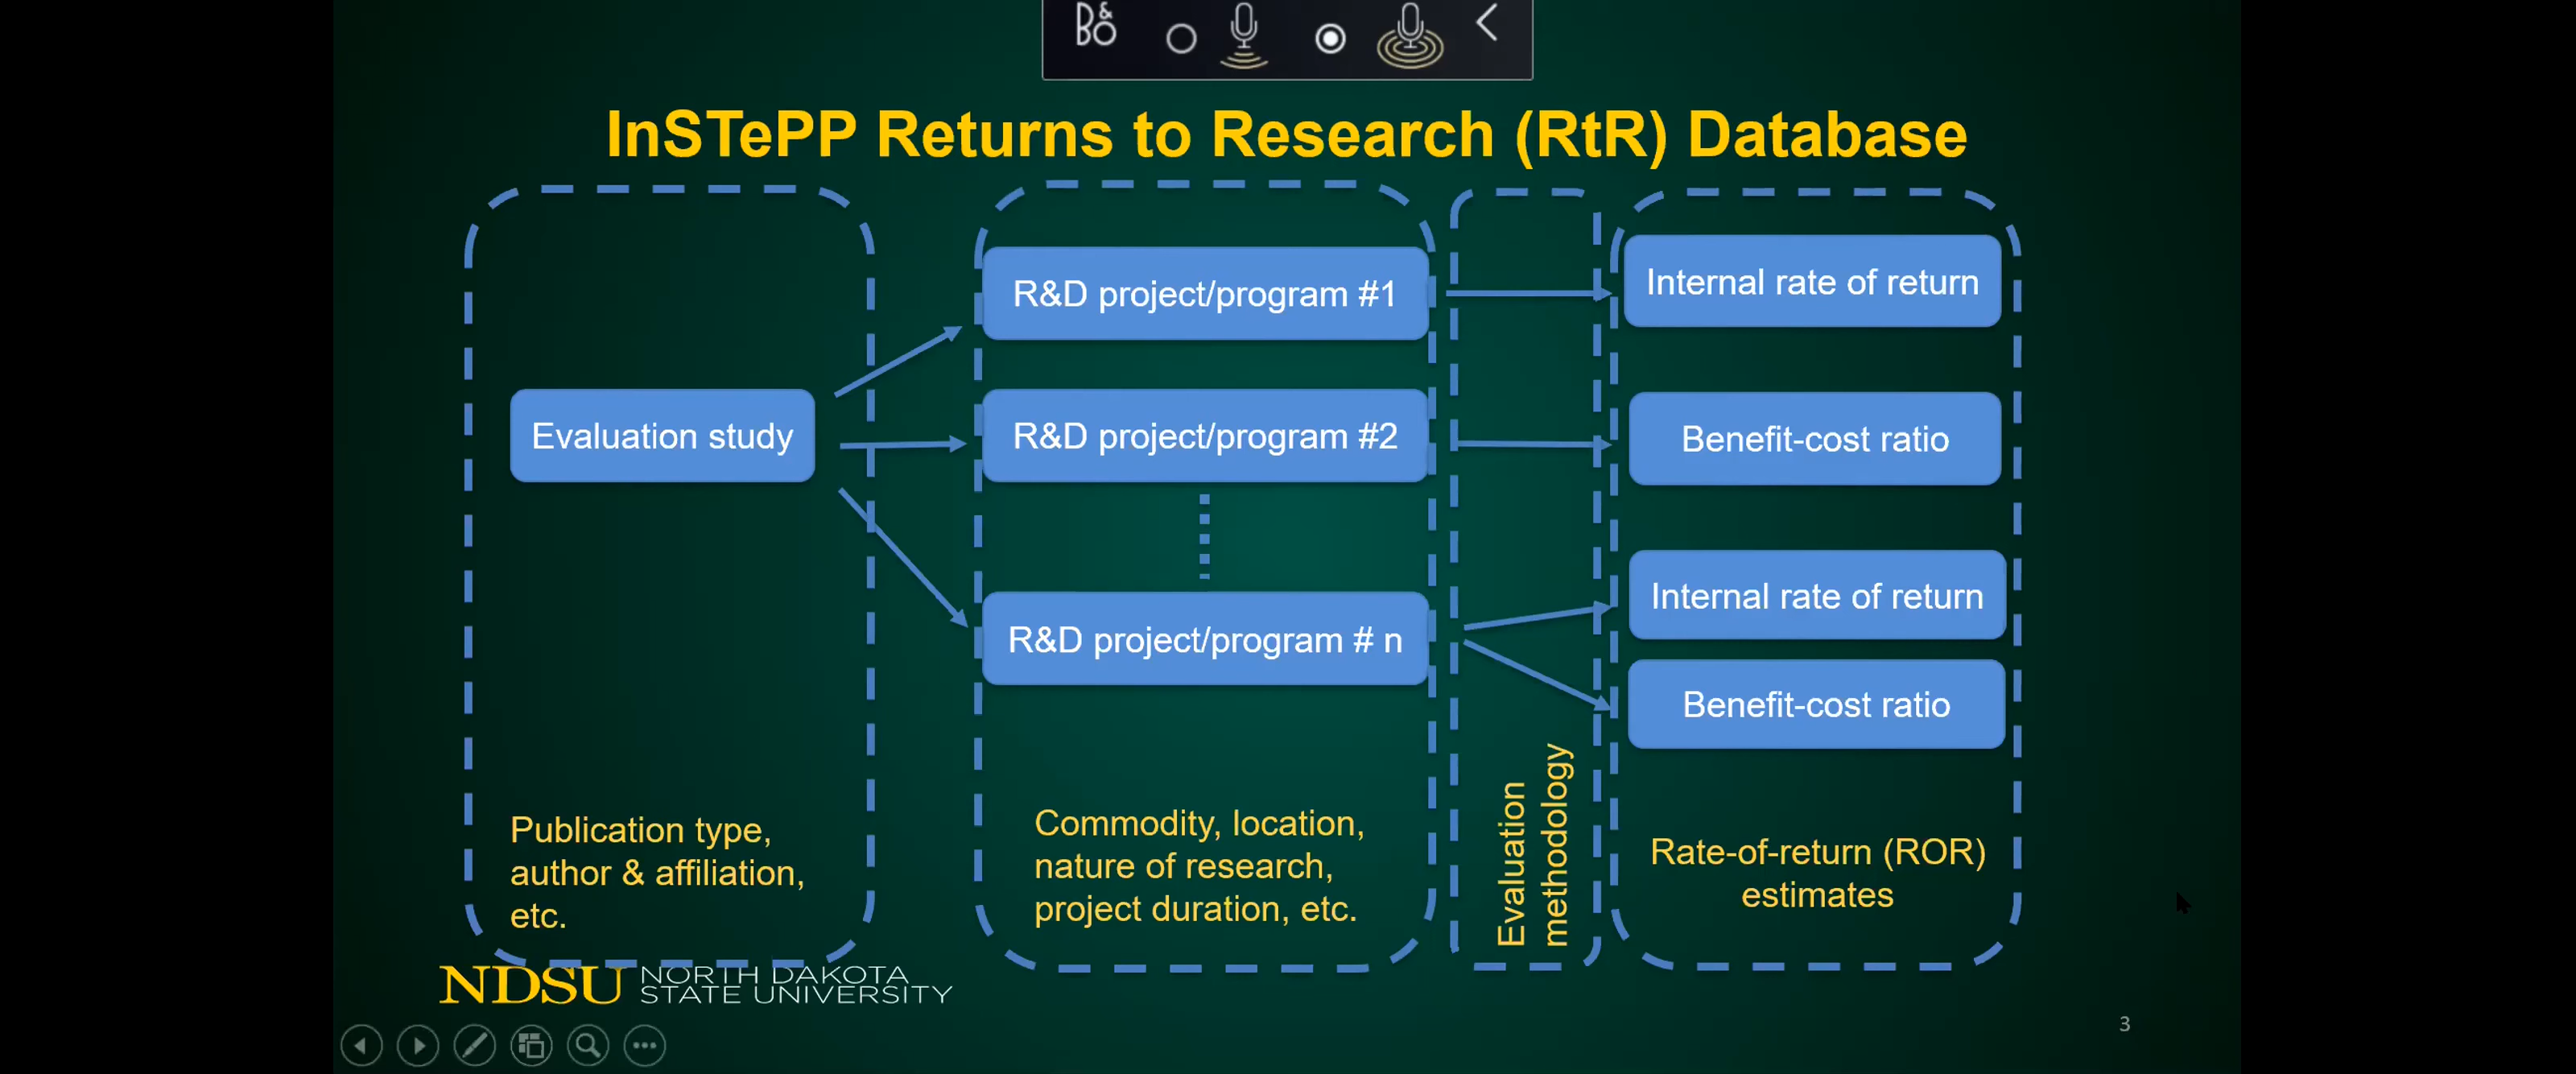 B&O
InSTePP Returns to Research (RtR) Database
Evaluation study
Publication type,
author & affiliation,
etc.
R&D project/program #1
R&D project/program #2
R&D project/program # n
Commodity, location,
nature of research,
project duration, etc.
Evaluation
methodology
Internal rate of return
Benefit-cost ratio
Internal rate of return
Benefit-cost ratio
Rate-of-return (ROR)
estimates
NDSU
NORTH DAKOTA
STATE UNIVERSITY
3